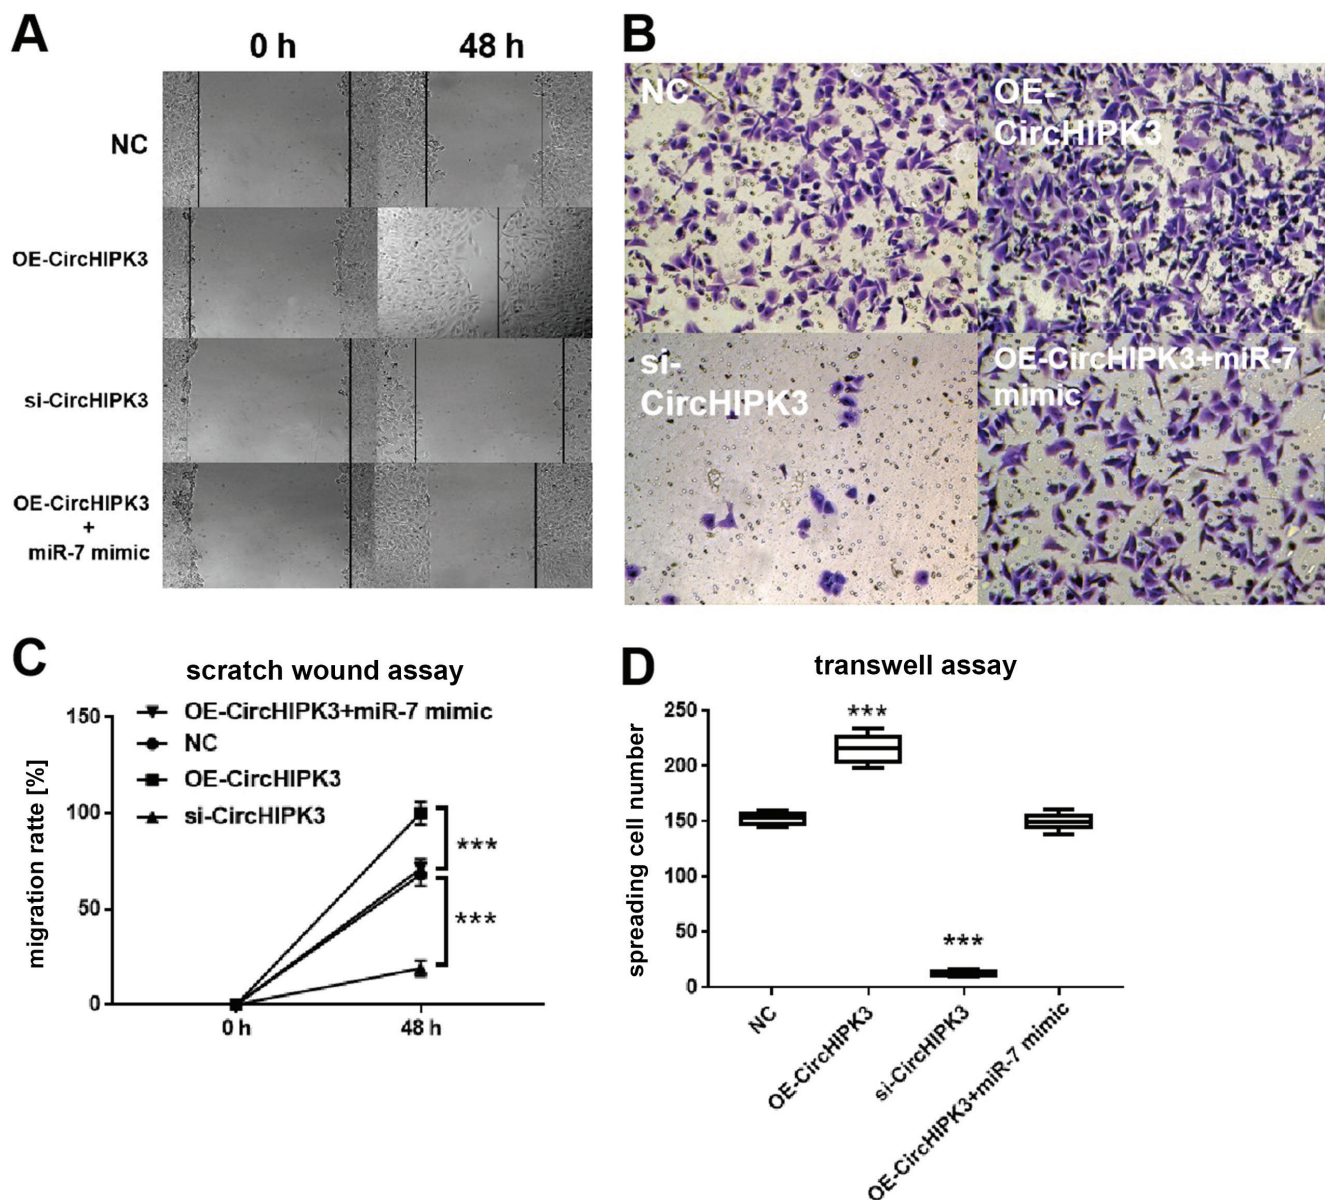 A
0 h
48 h
NC
OE-CircHIPK3
si-CircHIPK3
OE-CircHIPK3
+
miR-7 mimic
B
NC
OE-
CircHIPK3
si-
CircHIPK3
OE-CircHIPK3+miR-7
mimic
C
scratch wound assay
150
100
50
0
migration ratte [%]
OE-CircHIPK3+miR-7 mimic
NC
OE-CircHIPK3
si-CircHIPK3
***
***
0 h
48 h
D
transwell assay
250
200
150
100
50
0
spreading cell number
***
***
NC
OE-CircHIPK3
si-CircHIPK3
OE-CircHIPK3+miR-7 mimic